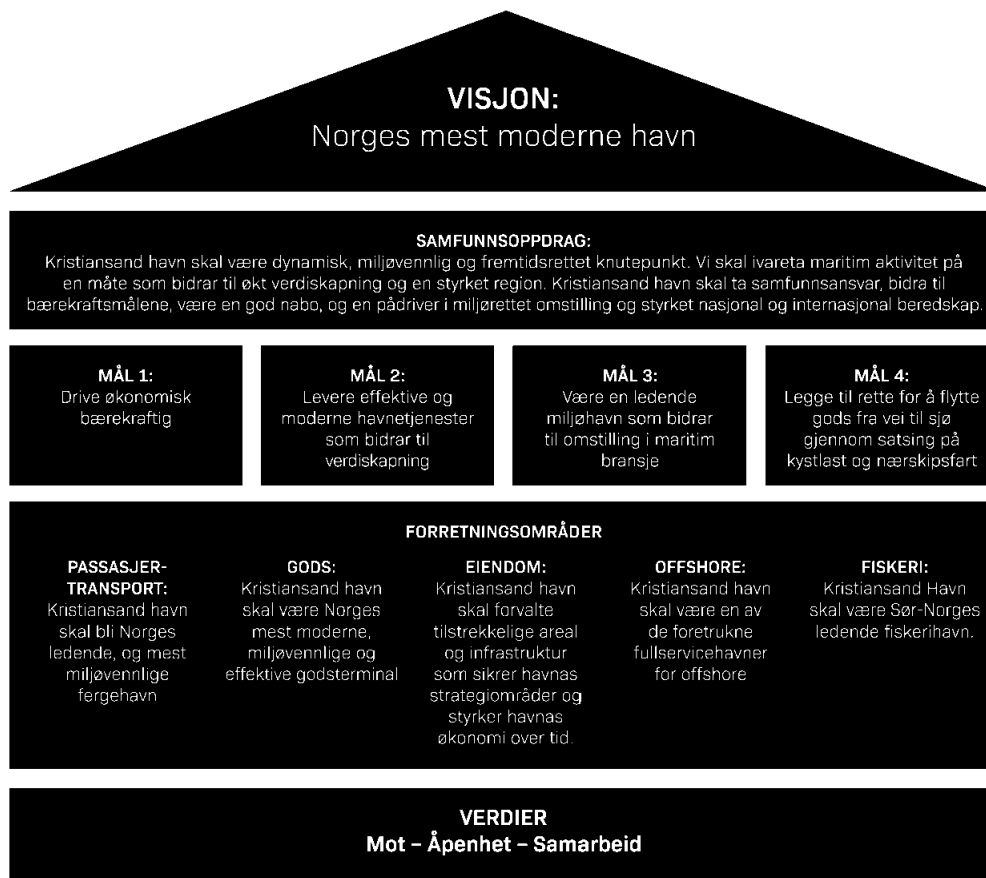 VISJON:
Norges mest moderne havn
SAMFUNNSOPPDRAG:
Kristiansand havn skal være dynamisk, miljøvennlig og fremtidsrettet knutepunkt. Vi skal ivareta maritim aktivitet på
en måte som bidrar til økt verdiskapning og en styrket region. Kristiansand havn skal ta samfunnsansvar, bidra til
bærekraftsmålene, være en god nabo, og en pådriver i miljørettet omstilling og styrket nasjonal og internasjonal beredskap.
MÅL 1:
Drive økonomisk
bærekraftig
MÅL 2:
Levere effektive og
moderne havnetjenester
som bidrar til
verdiskapning
MÅL 3:
Være en ledende
miljøhavn som bidrar
til omstilling i maritim
bransje
MÅL 4:
Legge til rette for å flytte
gods fra vei til sjø
gjennom satsing på
kystlast og nærskipsfart
FORRETNINGSOMRÅDER
PASSASJER-
TRANSPORT:
Kristiansand havn
skal bli Norges
ledende, og mest
miljøvennlige
fergehavn
GODS:
Kristiansand havn
skal være Norges
mest moderne,
miljøvennlige og
effektive godsterminal
EIENDOM:
Kristiansand havn
skal forvalte
tilstrekkelige areal
og infrastruktur
som sikrer havnas
strategiområder og
styrker havnas
økonomi over tid.
OFFSHORE:
Kristiansand havn
skal være en av
de foretrukne
fullservicehavner
for offshore
FISKERI:
Kristiansand Havn
skal være Sør-Norges
ledende fiskerihavn.
VERDIER
Mot – Åpenhet – Samarbeid